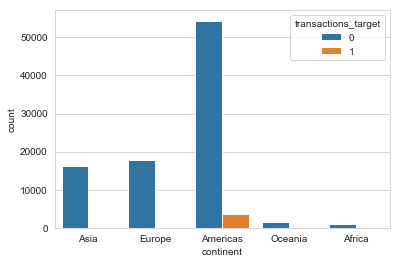 transactions_target
0
1
50000
40000
30000
20000
10000
0
count
Asia Europe Americas Oceania Africa
continent